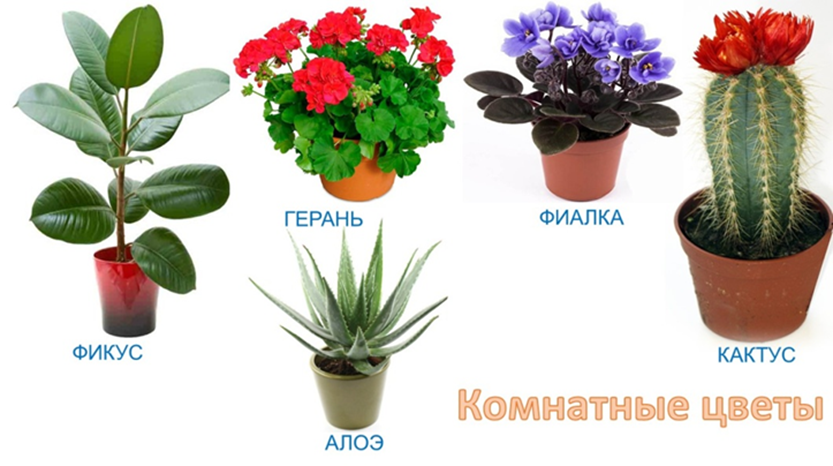 ГЕРАНЬ
ФИАЛКА
ФИКУС
КАКТУС
АЛОЭ
Комнатные цветы